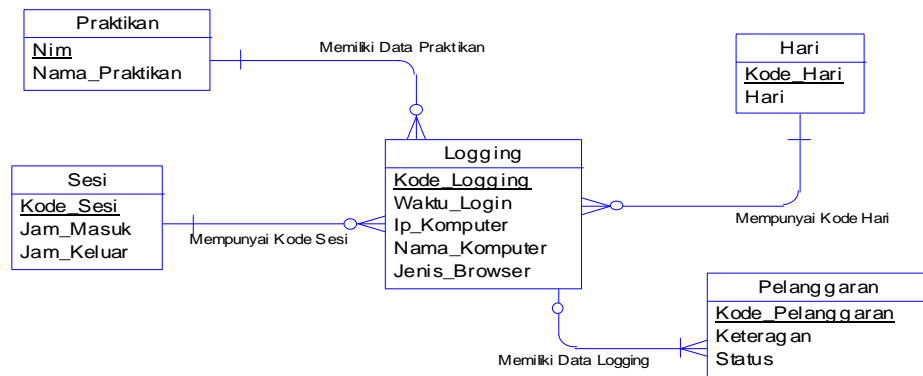 Praktikan
Nim
Nama_Praktikan
Memiliki Data Praktikan
Hari
Kode_Hari
Hari
Mempunyai Kode Hari
Sesi
Kode_Sesi
Jam_Masuk
Jam_Keluar
Mempunyai Kode Sesi
Logging
Kode_Logging
Waktu_Login
Ip_Komputer
Nama_Komputer
Jenis_Browser
Memiliki Data Logging
Pelanggaran
Kode_Pelanggaran
Keteragan
Status